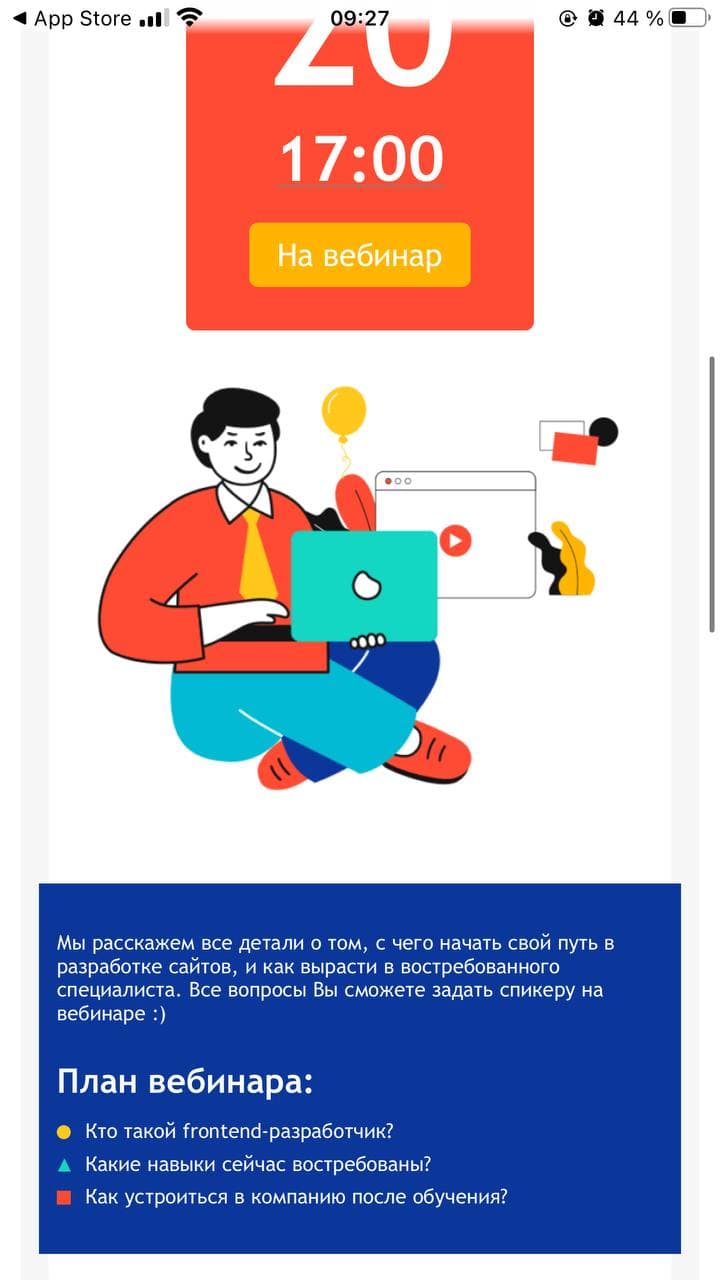 App Store
09:27
44 %
20
17:00
На вебинар
Мы расскажем все детали о том, с чего начать свой путь в
разработке сайтов, и как вырасти в востребованного
специалиста. Все вопросы Вы сможете задать спикеру на
вебинаре :)
План вебинара:
Кто такой frontend-разработчик?
Какие навыки сейчас востребованы?
Как устроиться в компанию после обучения?